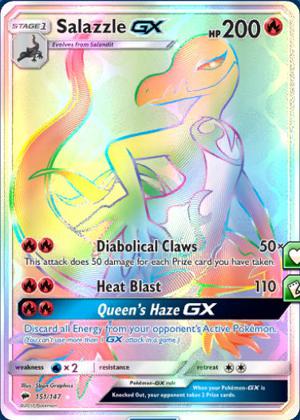 STAGE 1 Salazzle GX HP 200
Evolves from Salandit
Diabolical Claws 50×
This attack does 50 damage for each Prize card you have taken.
Heat Blast 110
Queen's Haze GX
Discard all Energy from your opponent's Active Pokémon.
(You can't use more than 1 GX attack in a game.)
weakness × 2 resistance retreat
Illus. 5ban Graphics Pokémon-GX rule When your Pokémon-GX is
151/147 Knocked Out, your opponent takes 2 Prize cards.